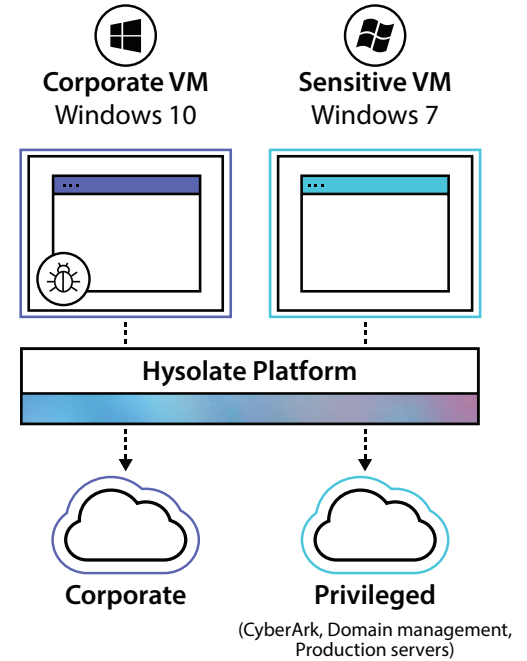 Corporate VM
Windows 10
Sensitive VM
Windows 7
Hysolate Platform
Corporate
Privileged
(CyberArk, Domain management,
Production servers)